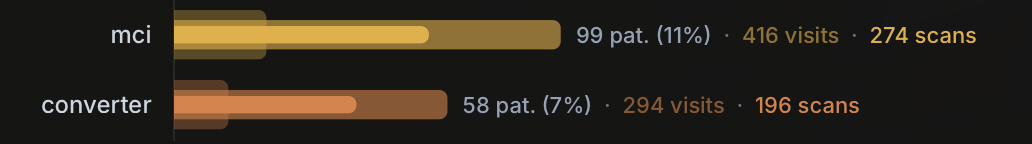 mci 99 pat. (11%) · 416 visits · 274 scans
converter 58 pat. (7%) · 294 visits · 196 scans